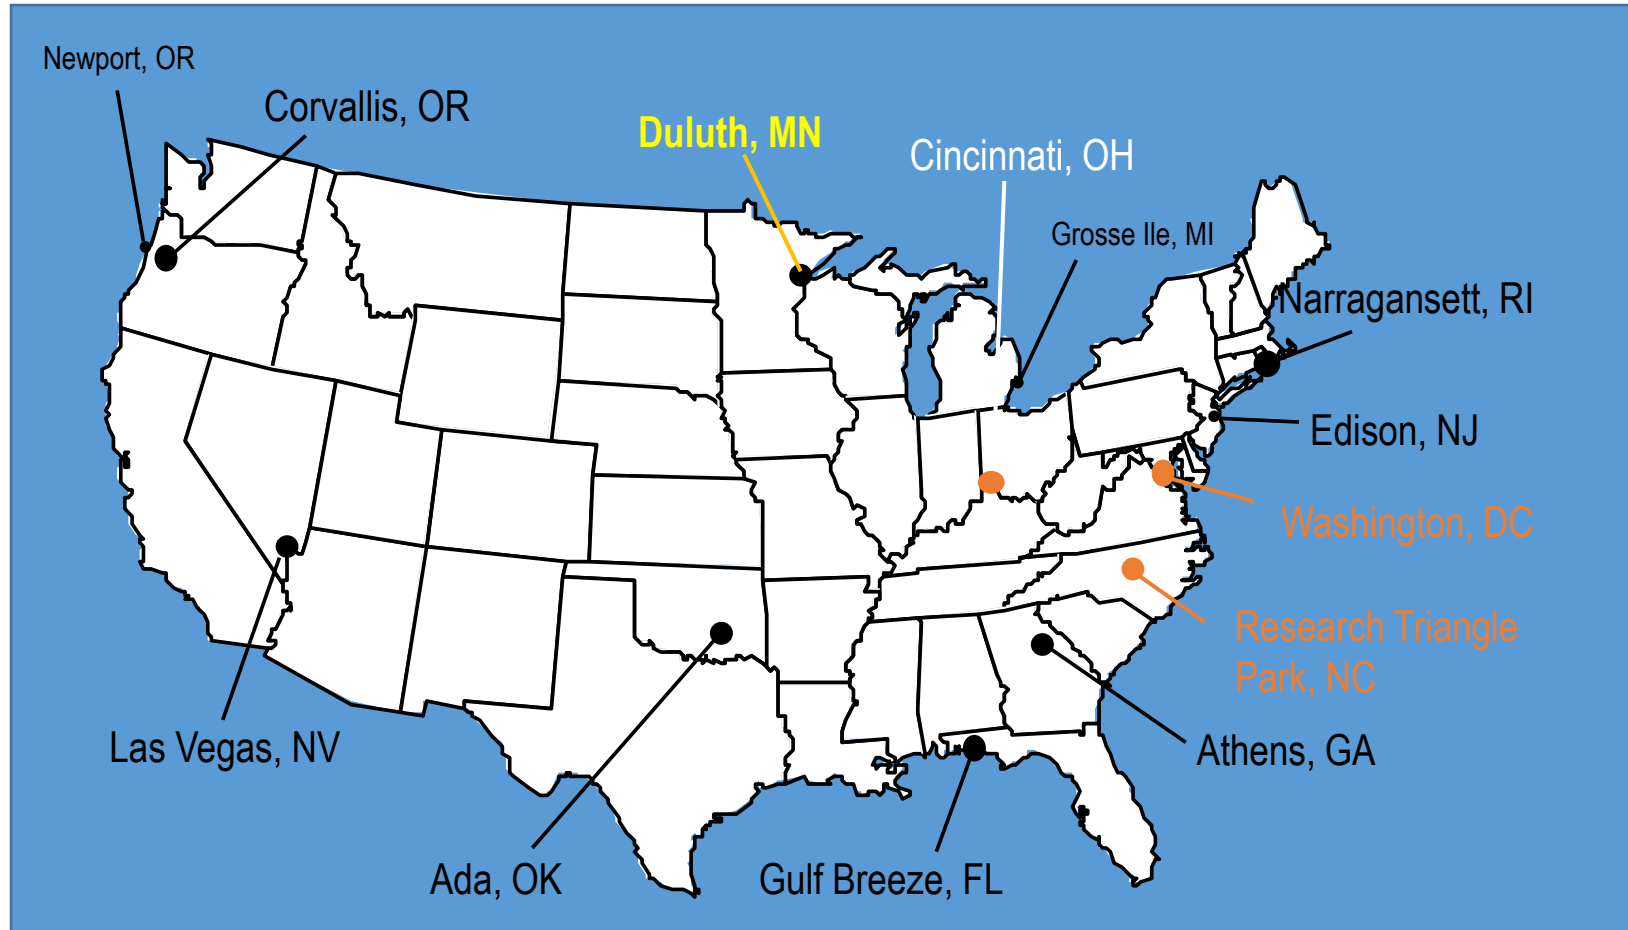 Newport, OR
Corvallis, OR
Duluth, MN
Cincinnati, OH
Grosse Ile, MI
Narragansett, RI
Edison, NJ
Washington, DC
Research Triangle
Park, NC
Athens, GA
Las Vegas, NV
Ada, OK
Gulf Breeze, FL